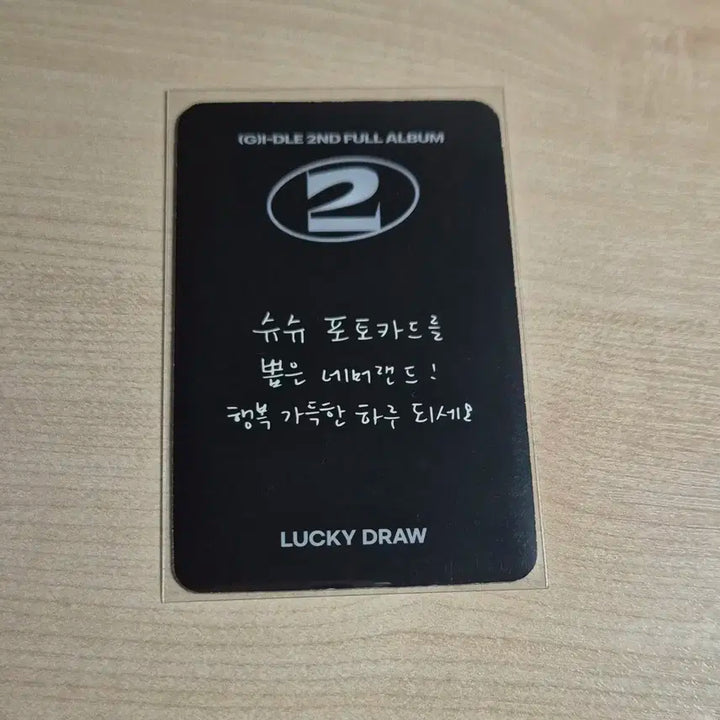 (G)I-DLE 2ND FULL ALBUM
2
슈슈 포토카드를
뽑은 네버랜드!
행복 가득한 하루 되세요
LUCKY DRAW